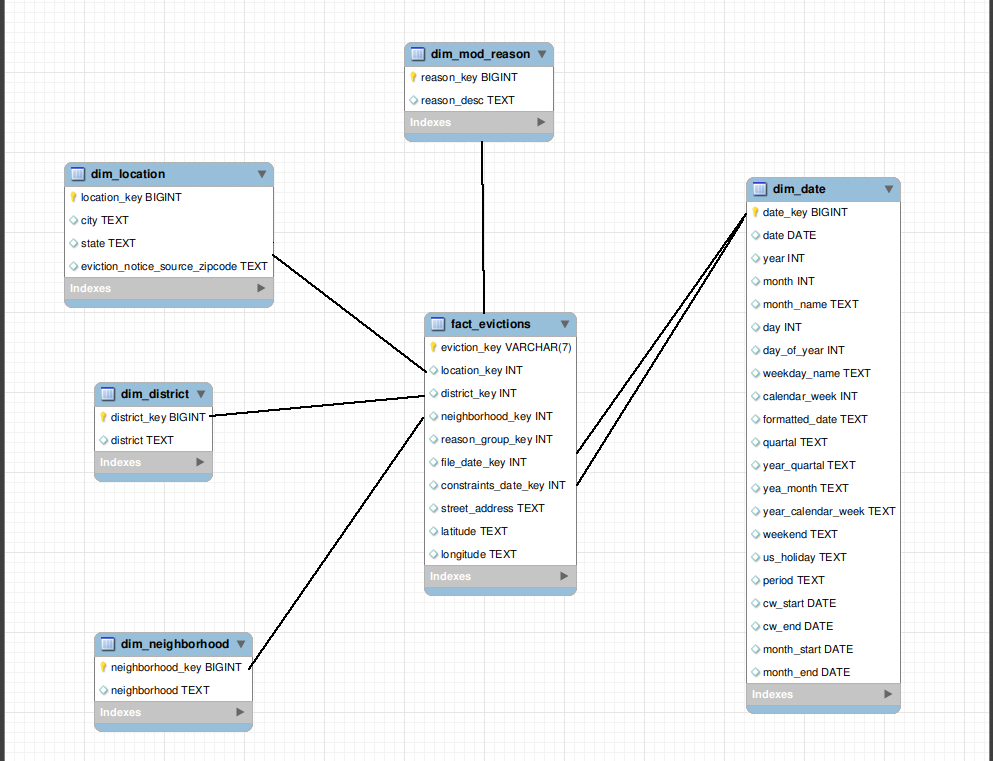 dim_mod_reason
reason_key BIGINT
reason_desc TEXT
Indexes
dim_location
location_key BIGINT
city TEXT
state TEXT
eviction_notice_source_zipcode TEXT
Indexes
dim_date
date_key BIGINT
date DATE
year INT
month INT
month_name TEXT
day INT
day_of_year INT
weekday_name TEXT
calendar_week INT
formatted_date TEXT
quartal TEXT
year_quartal TEXT
yea_month TEXT
year_calendar_week TEXT
weekend TEXT
us_holiday TEXT
period TEXT
cw_start DATE
cw_end DATE
month_start DATE
month_end DATE
Indexes
fact_evictions
eviction_key VARCHAR(7)
location_key INT
district_key INT
neighborhood_key INT
reason_group_key INT
file_date_key INT
constraints_date_key INT
street_address TEXT
latitude TEXT
longitude TEXT
Indexes
dim_district
district_key BIGINT
district TEXT
Indexes
dim_neighborhood
neighborhood_key BIGINT
neighborhood TEXT
Indexes